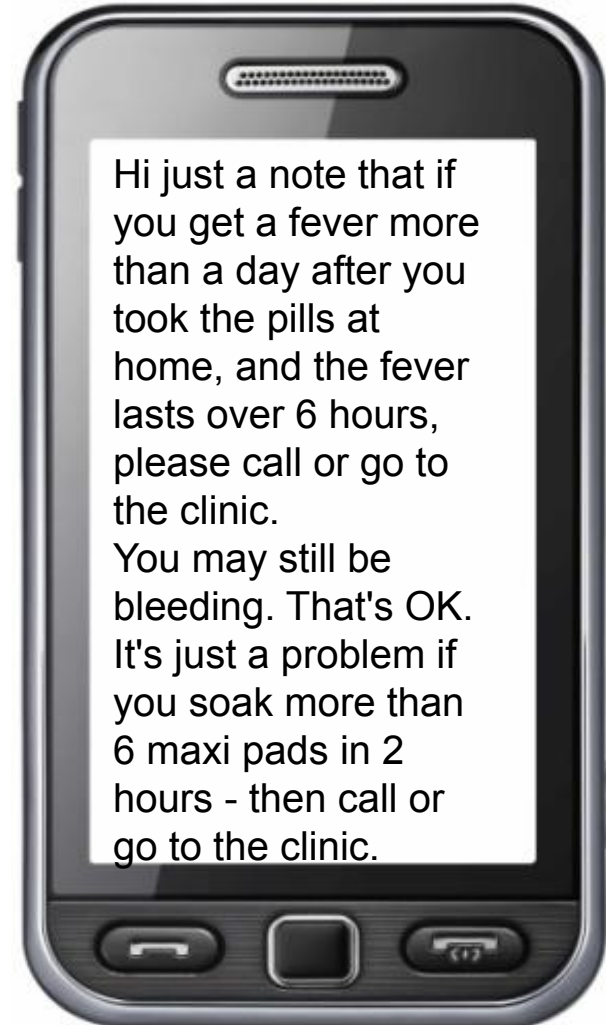 Hi just a note that if
you get a fever more
than a day after you
took the pills at
home, and the fever
lasts over 6 hours,
please call or go to
the clinic.
You may still be
bleeding. That's OK.
It's just a problem if
you soak more than
6 maxi pads in 2
hours - then call or
go to the clinic.